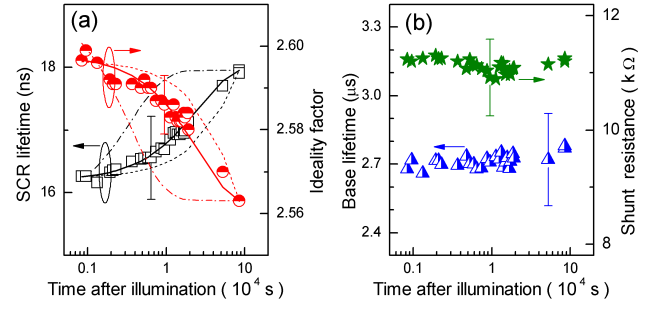 (a)
18
16
SCR lifetime (ns)
2.60
2.58
2.56
Ideality factor
0.1
1
10
Time after illumination ( 10⁴ s )
(b)
3.3
3.0
2.7
2.4
Base lifetime (μs)
12
10
8
Shunt resistance ( k Ω )
0.1
1
10
Time after illumination ( 10⁴ s )